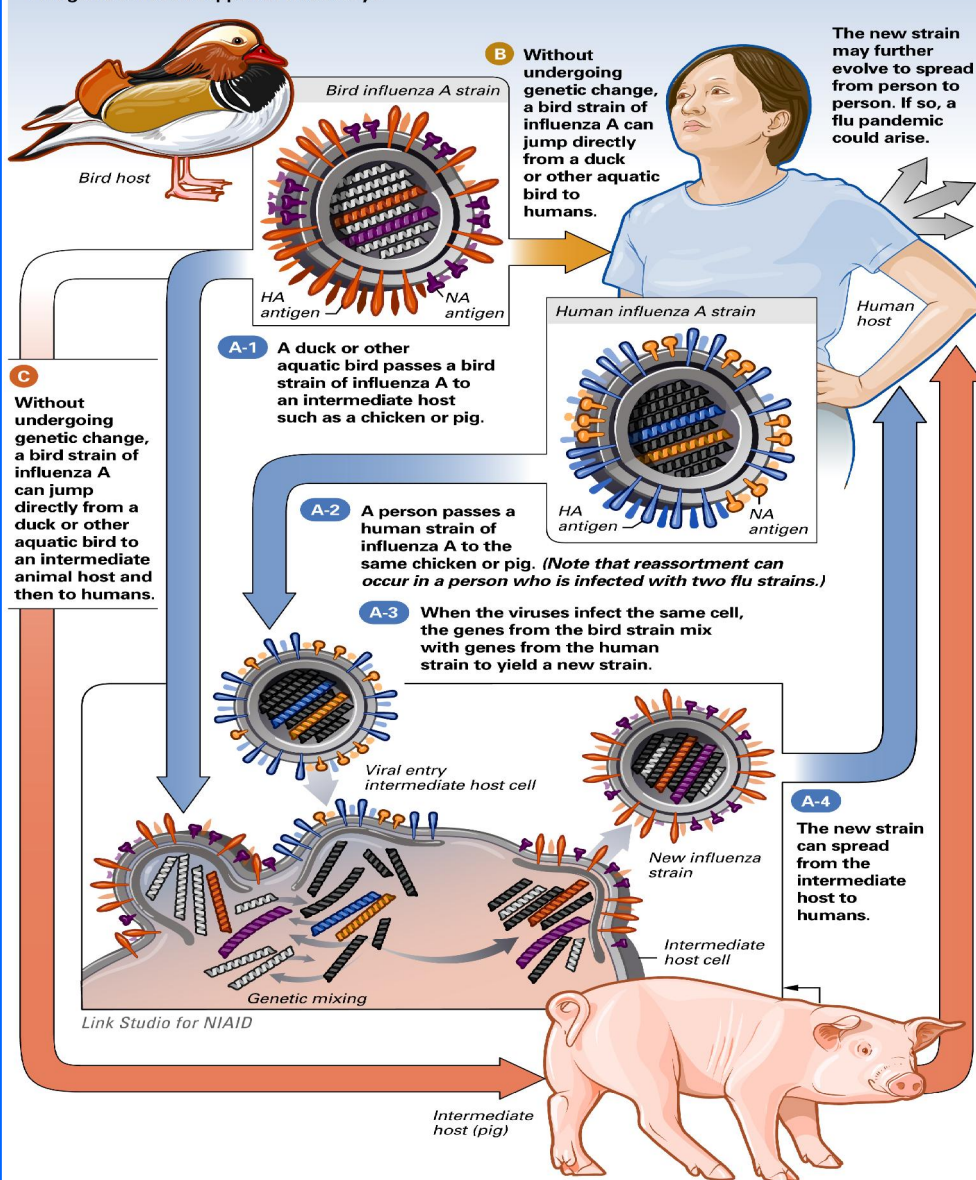 Bird host
Bird influenza A strain
HA
antigen
NA
antigen
B
Without
undergoing
genetic change,
a bird strain of
influenza A can
jump directly
from a duck
or other aquatic
bird to
humans.
The new strain
may further
evolve to spread
from person to
person. If so, a
flu pandemic
could arise.
Human
host
Human influenza A strain
HA
antigen
NA
antigen
A-1
A duck or other
aquatic bird passes a bird
strain of influenza A to
an intermediate host
such as a chicken or pig.
C
Without
undergoing
genetic change,
a bird strain of
influenza A
can jump
directly from a
duck or other
aquatic bird to
an intermediate
animal host and
then to humans.
A-2
A person passes a
human strain of
influenza A to the
same chicken or pig. (Note that reassortment can
occur in a person who is infected with two flu strains.)
A-3
When the viruses infect the same cell,
the genes from the bird strain mix
with genes from the human
strain to yield a new strain.
Viral entry
intermediate host cell
New influenza
strain
A-4
The new strain
can spread
from the
intermediate
host to
humans.
Intermediate
host cell
Genetic mixing
Link Studio for NIAID
Intermediate
host (pig)